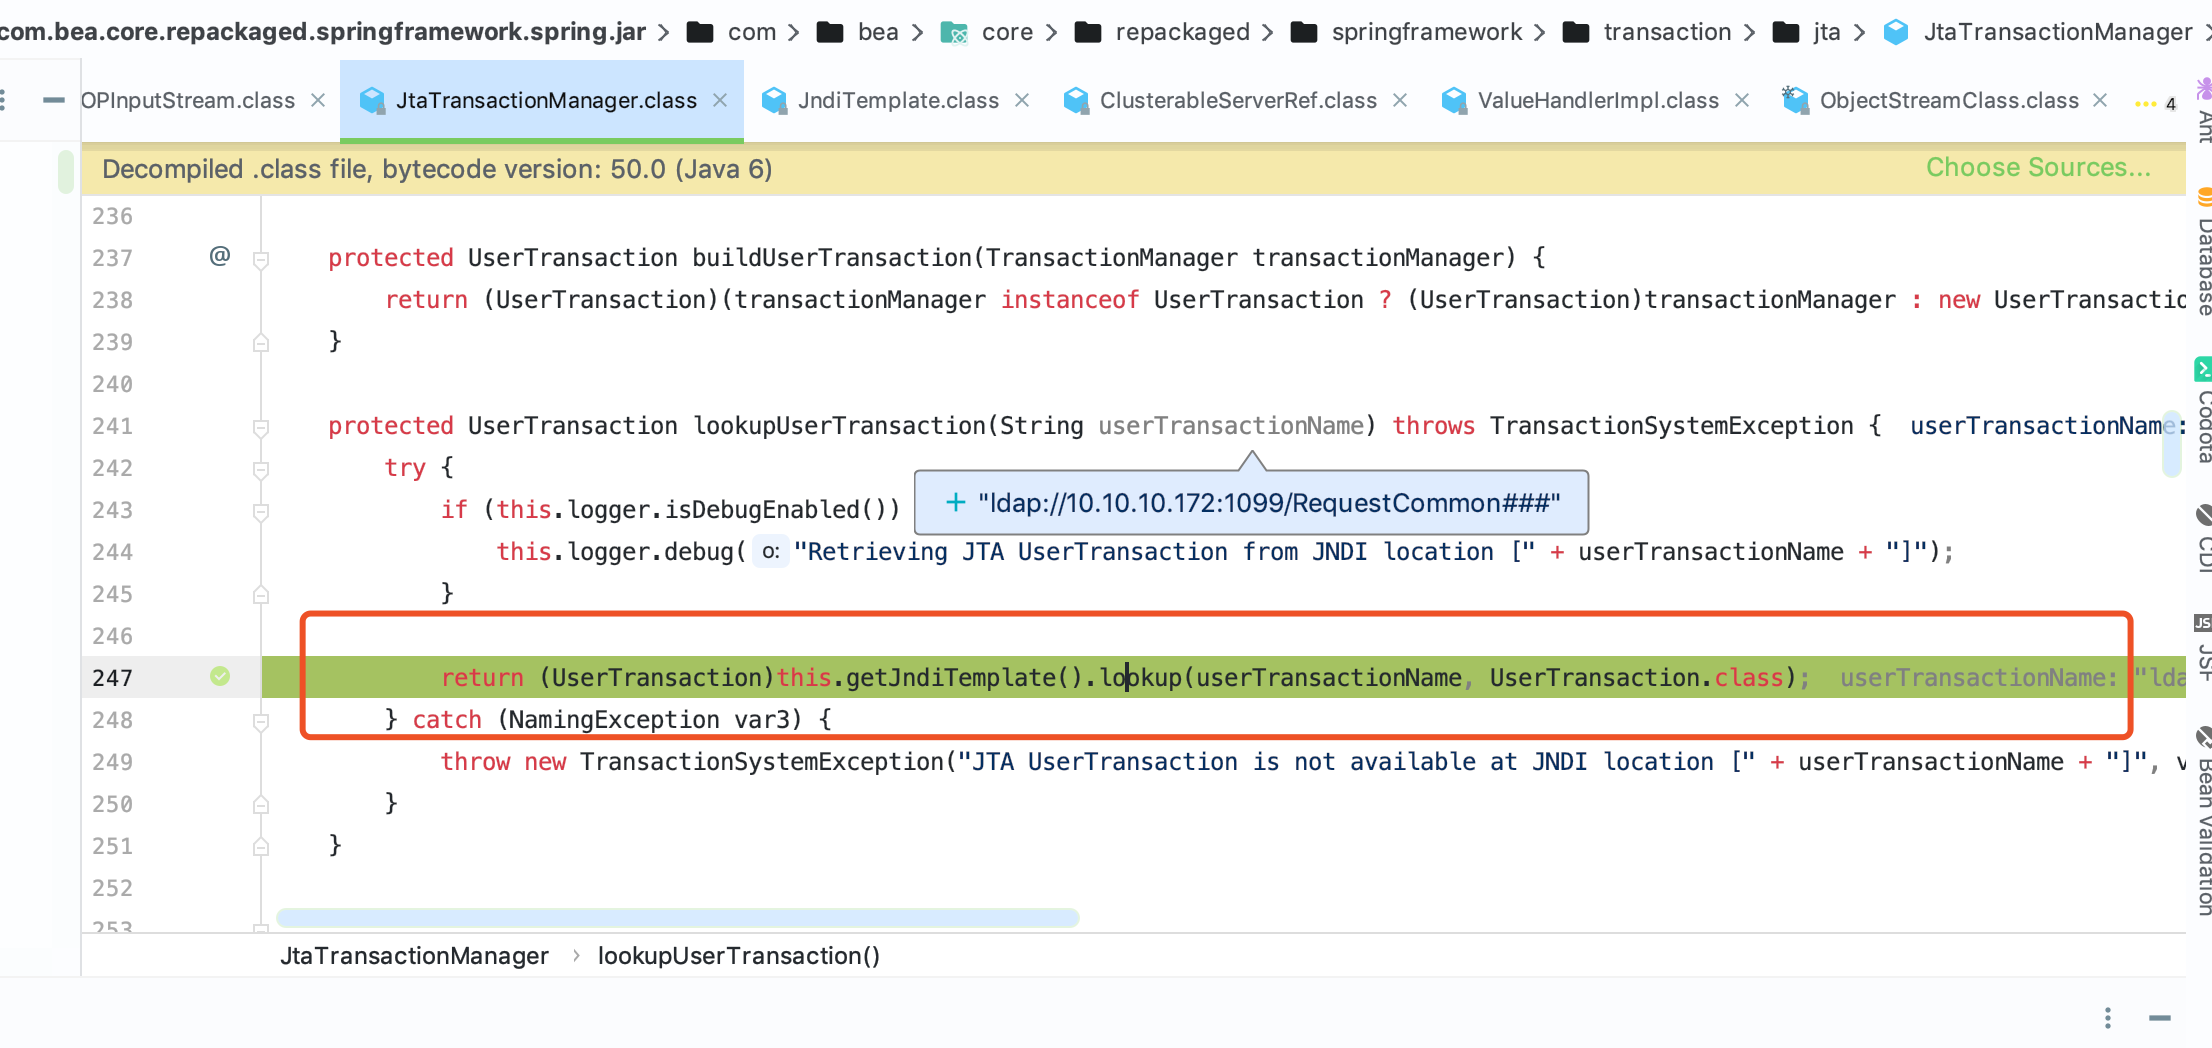 com.bea.core.repackaged.springframework.spring.jar com bea core repackaged springframework transaction jta JtaTransactionManager
OPInputStream.class JtaTransactionManager.class JndiTemplate.class ClusterableServerRef.class ValueHandlerImpl.class ObjectStreamClass.class 4
Decompiled .class file, bytecode version: 50.0 (Java 6) Choose Sources...
236
237 @ protected UserTransaction buildUserTransaction(TransactionManager transactionManager) {
238 return (UserTransaction)(transactionManager instanceof UserTransaction ? (UserTransaction)transactionManager : new UserTransactio
239 }
240
241 protected UserTransaction lookupUserTransaction(String userTransactionName) throws TransactionSystemException { userTransactionName:
242 try {
+ "ldap://10.10.10.172:1099/RequestCommon###"
243 if (this.logger.isDebugEnabled())
244 this.logger.debug( o: "Retrieving JTA UserTransaction from JNDI location [" + userTransactionName + "]");
245 }
246
247 return (UserTransaction)this.getJndiTemplate().lookup(userTransactionName, UserTransaction.class); userTransactionName: "lda
248 } catch (NamingException var3) {
249 throw new TransactionSystemException("JTA UserTransaction is not available at JNDI location [" + userTransactionName + "]", v
250 }
251 }
252
253
JtaTransactionManager lookupUserTransaction()
Ant
Database
Codota
CDI
JSF
Bean Validation